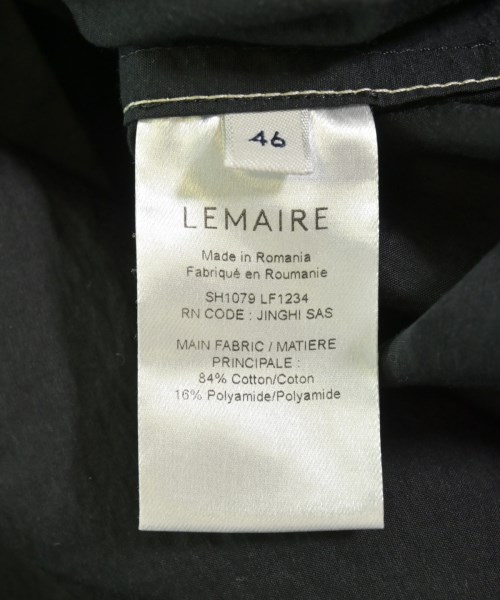 46
LEMAIRE
Made in Romania
Fabriqué en Roumanie
SH1079 LF1234
RN CODE : JINGHI SAS
MAIN FABRIC / MATIERE
PRINCIPALE :
84% Cotton/Coton
16% Polyamide/Polyamide